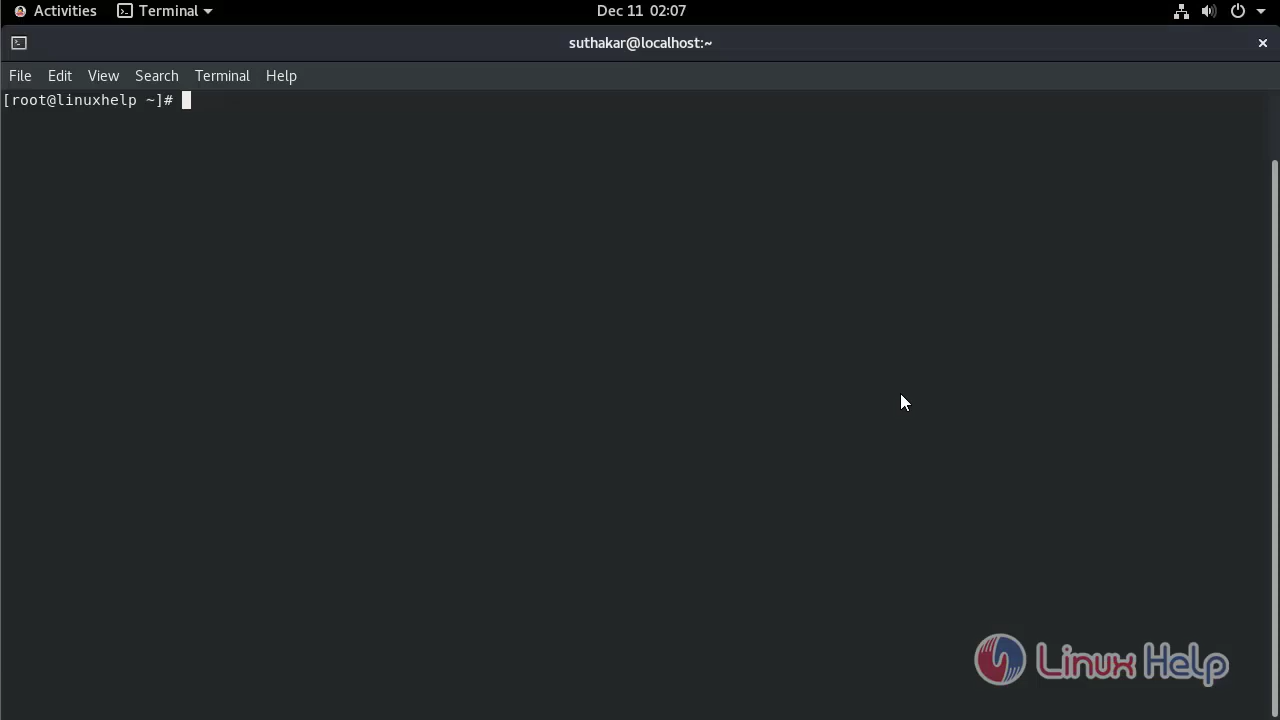 Activities Terminal Dec 11 02:07
suthakar@localhost:~
File Edit View Search Terminal Help
[root@linuxhelp ~]#
Linux Help